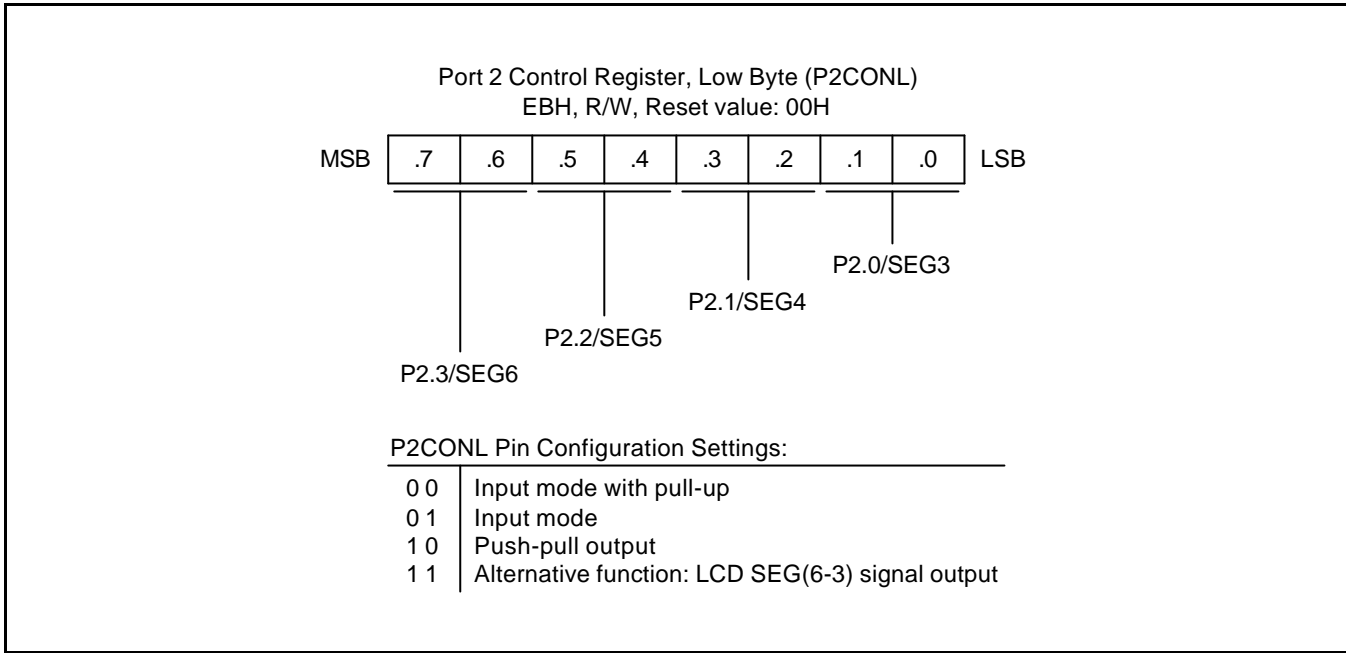 Port 2 Control Register, Low Byte (P2CONL)
EBH, R/W, Reset value: 00H
MSB .7 .6 .5 .4 .3 .2 .1 .0 LSB
P2.0/SEG3
P2.1/SEG4
P2.2/SEG5
P2.3/SEG6
P2CONL Pin Configuration Settings:
0 0 Input mode with pull-up
0 1 Input mode
1 0 Push-pull output
1 1 Alternative function: LCD SEG(6-3) signal output